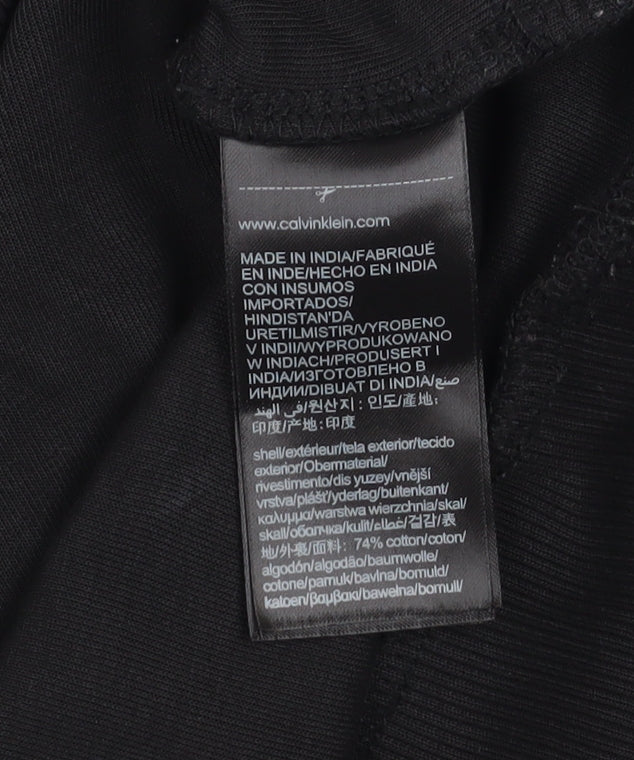 www.calvinklein.com
MADE IN INDIA/FABRIQUÉ
EN INDE/HECHO EN INDIA
CON INSUMOS
IMPORTADOS/
HINDISTAN'DA
URETILMISTIR/VYROBENO
V INDII/WYPRODUKOWANO
W INDIACH/PRODUSERT I
INDIA/ИЗГОТОВЛЕНО В
ИНДИИ/DIBUAT DI INDIA/صنع
في الهند/원산지 : 인도/產地:
印度/产地: 印度
shell/extérieur/tela exterior/tecido
exterior/Obermaterial/
rivestimento/dis yuzey/vnější
vrstva/plášť/yderlag/buitenkant/
καλυμμα/warstwa wierzchnia/skal/
skall/оболчка/kulit/غطاء/겉감/表
地/外裏/面料: 74% cotton/coton/
algodón/algodão/baumwolle/
cotone/pamuk/bavlna/bomuld/
katoen/βαμβακι/bawełna/bomull/